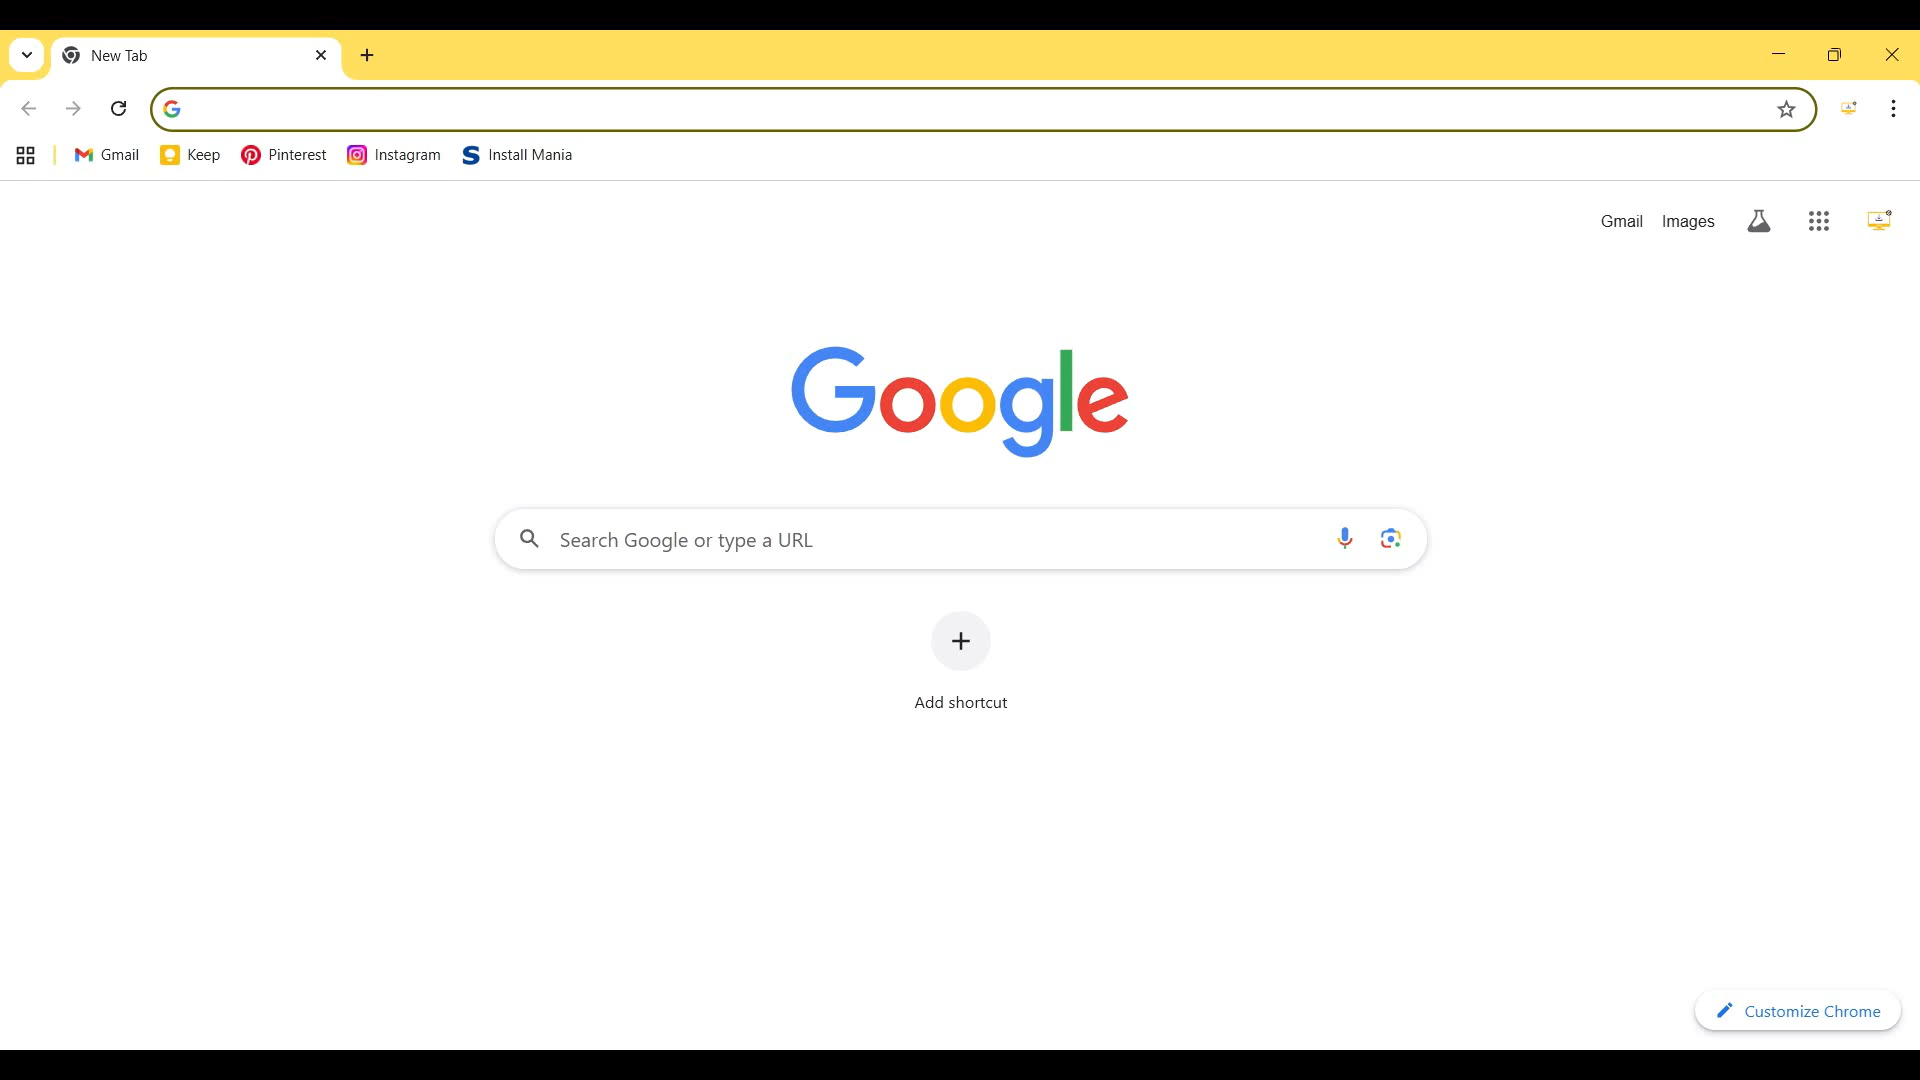 New Tab
Gmail Keep Pinterest Instagram Install Mania
Gmail Images
Google
Search Google or type a URL
Add shortcut
Customize Chrome